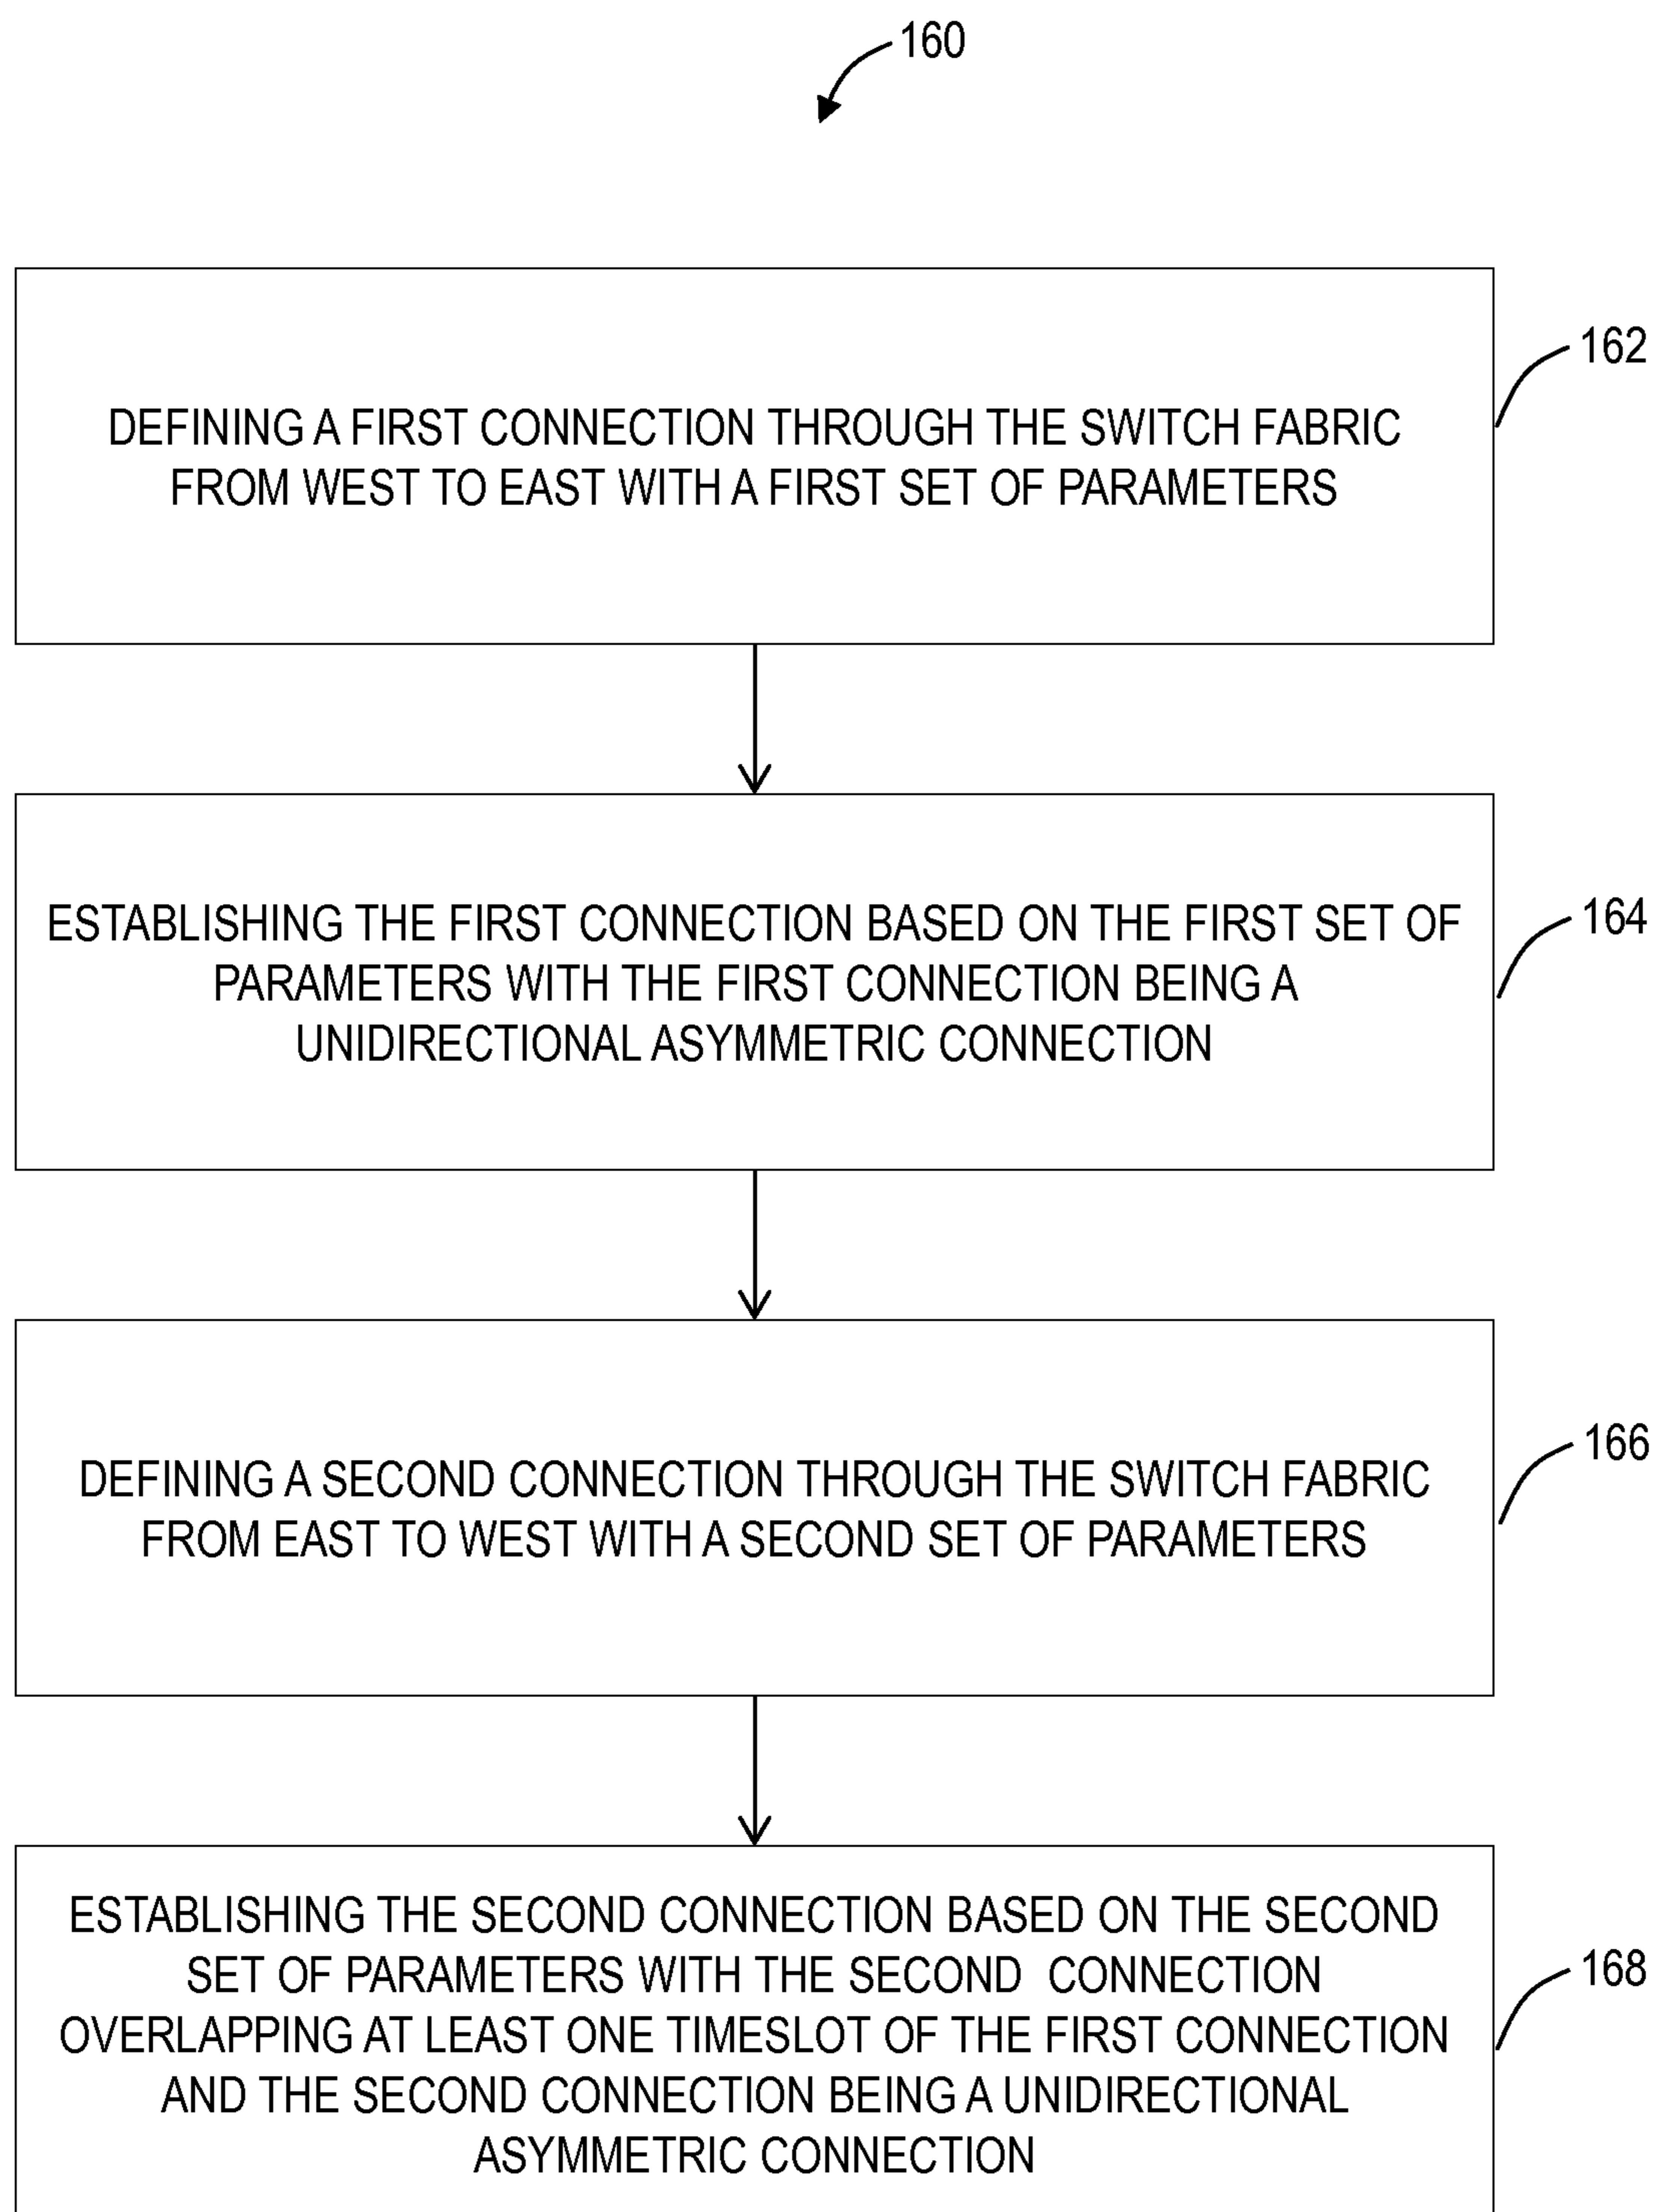 160
DEFINING A FIRST CONNECTION THROUGH THE SWITCH FABRIC
FROM WEST TO EAST WITH A FIRST SET OF PARAMETERS
162
ESTABLISHING THE FIRST CONNECTION BASED ON THE FIRST SET OF
PARAMETERS WITH THE FIRST CONNECTION BEING A
UNIDIRECTIONAL ASYMMETRIC CONNECTION
164
DEFINING A SECOND CONNECTION THROUGH THE SWITCH FABRIC
FROM EAST TO WEST WITH A SECOND SET OF PARAMETERS
166
ESTABLISHING THE SECOND CONNECTION BASED ON THE SECOND
SET OF PARAMETERS WITH THE SECOND CONNECTION
OVERLAPPING AT LEAST ONE TIMESLOT OF THE FIRST CONNECTION
AND THE SECOND CONNECTION BEING A UNIDIRECTIONAL
ASYMMETRIC CONNECTION
168